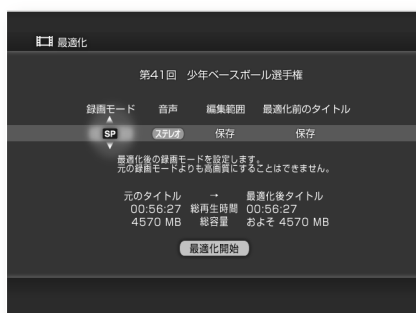 最適化
第41回 少年ベースボール選手権
録画モード 音声 編集範囲 最適化前のタイトル
SP ステレオ 保存 保存
最適化後の録画モードを設定します。
元の録画モードよりも高画質にすることはできません。
元のタイトル → 最適化後タイトル
00:56:27 総再生時間 00:56:27
4570 MB 総容量 およそ 4570 MB
最適化開始